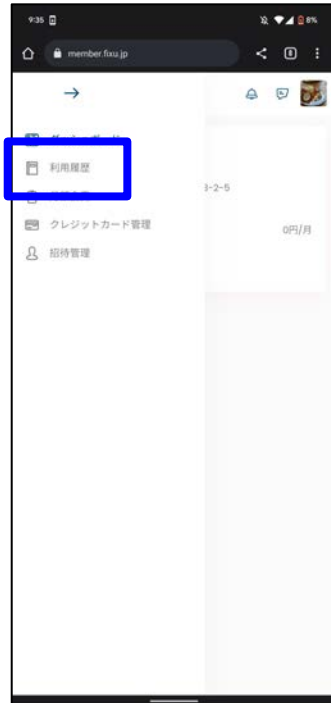 9:35
8%
member.fixu.jp
8
利用履歴
3-2-5
クレジットカード管理
0円/月
招待管理